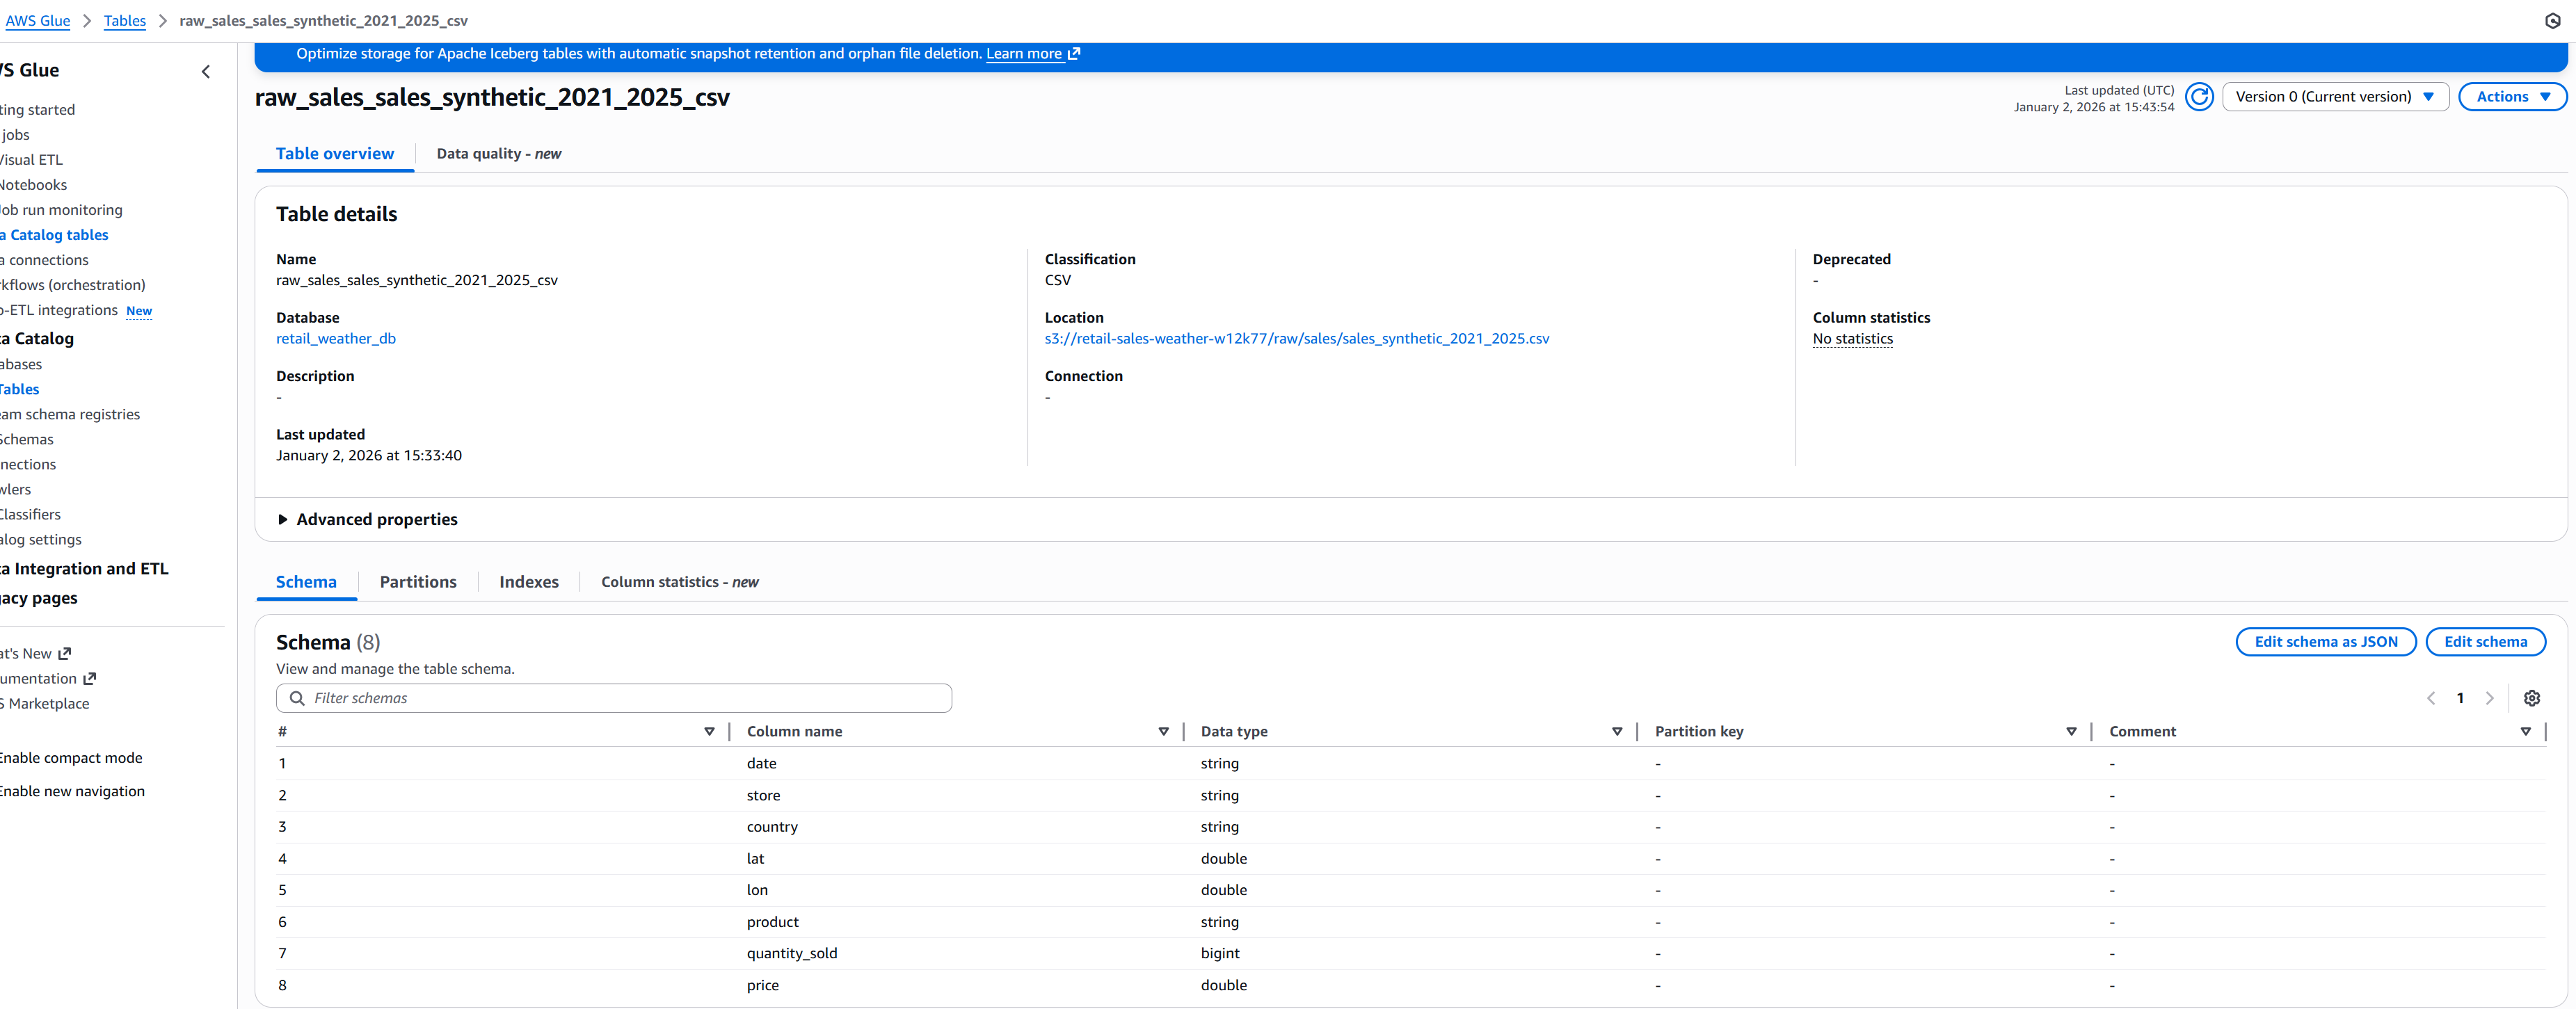 AWS Glue > Tables > raw_sales_sales_synthetic_2021_2025_csv
Optimize storage for Apache Iceberg tables with automatic snapshot retention and orphan file deletion. Learn more
VS Glue
ting started
jobs
Visual ETL
Notebooks
Job run monitoring
a Catalog tables
a connections
kflows (orchestration)
o-ETL integrations New
ta Catalog
abases
Tables
eam schema registries
Schemas
nections
wlers
Classifiers
alog settings
ta Integration and ETL
gacy pages
at's New
umentation
S Marketplace
Enable compact mode
Enable new navigation
raw_sales_sales_synthetic_2021_2025_csv
Last updated (UTC)
January 2, 2026 at 15:43:54
Version 0 (Current version)
Actions
Table overview
Data quality - new
Table details
Name
raw_sales_sales_synthetic_2021_2025_csv
Database
retail_weather_db
Description
-
Last updated
January 2, 2026 at 15:33:40
Classification
CSV
Location
s3://retail-sales-weather-w12k77/raw/sales/sales_synthetic_2021_2025.csv
Connection
-
Deprecated
-
Column statistics
No statistics
Advanced properties
Schema
Partitions
Indexes
Column statistics - new
Schema (8)
View and manage the table schema.
Edit schema as JSON
Edit schema
Filter schemas
1
# Column name Data type Partition key Comment
1 date string - -
2 store string - -
3 country string - -
4 lat double - -
5 lon double - -
6 product string - -
7 quantity_sold bigint - -
8 price double - -